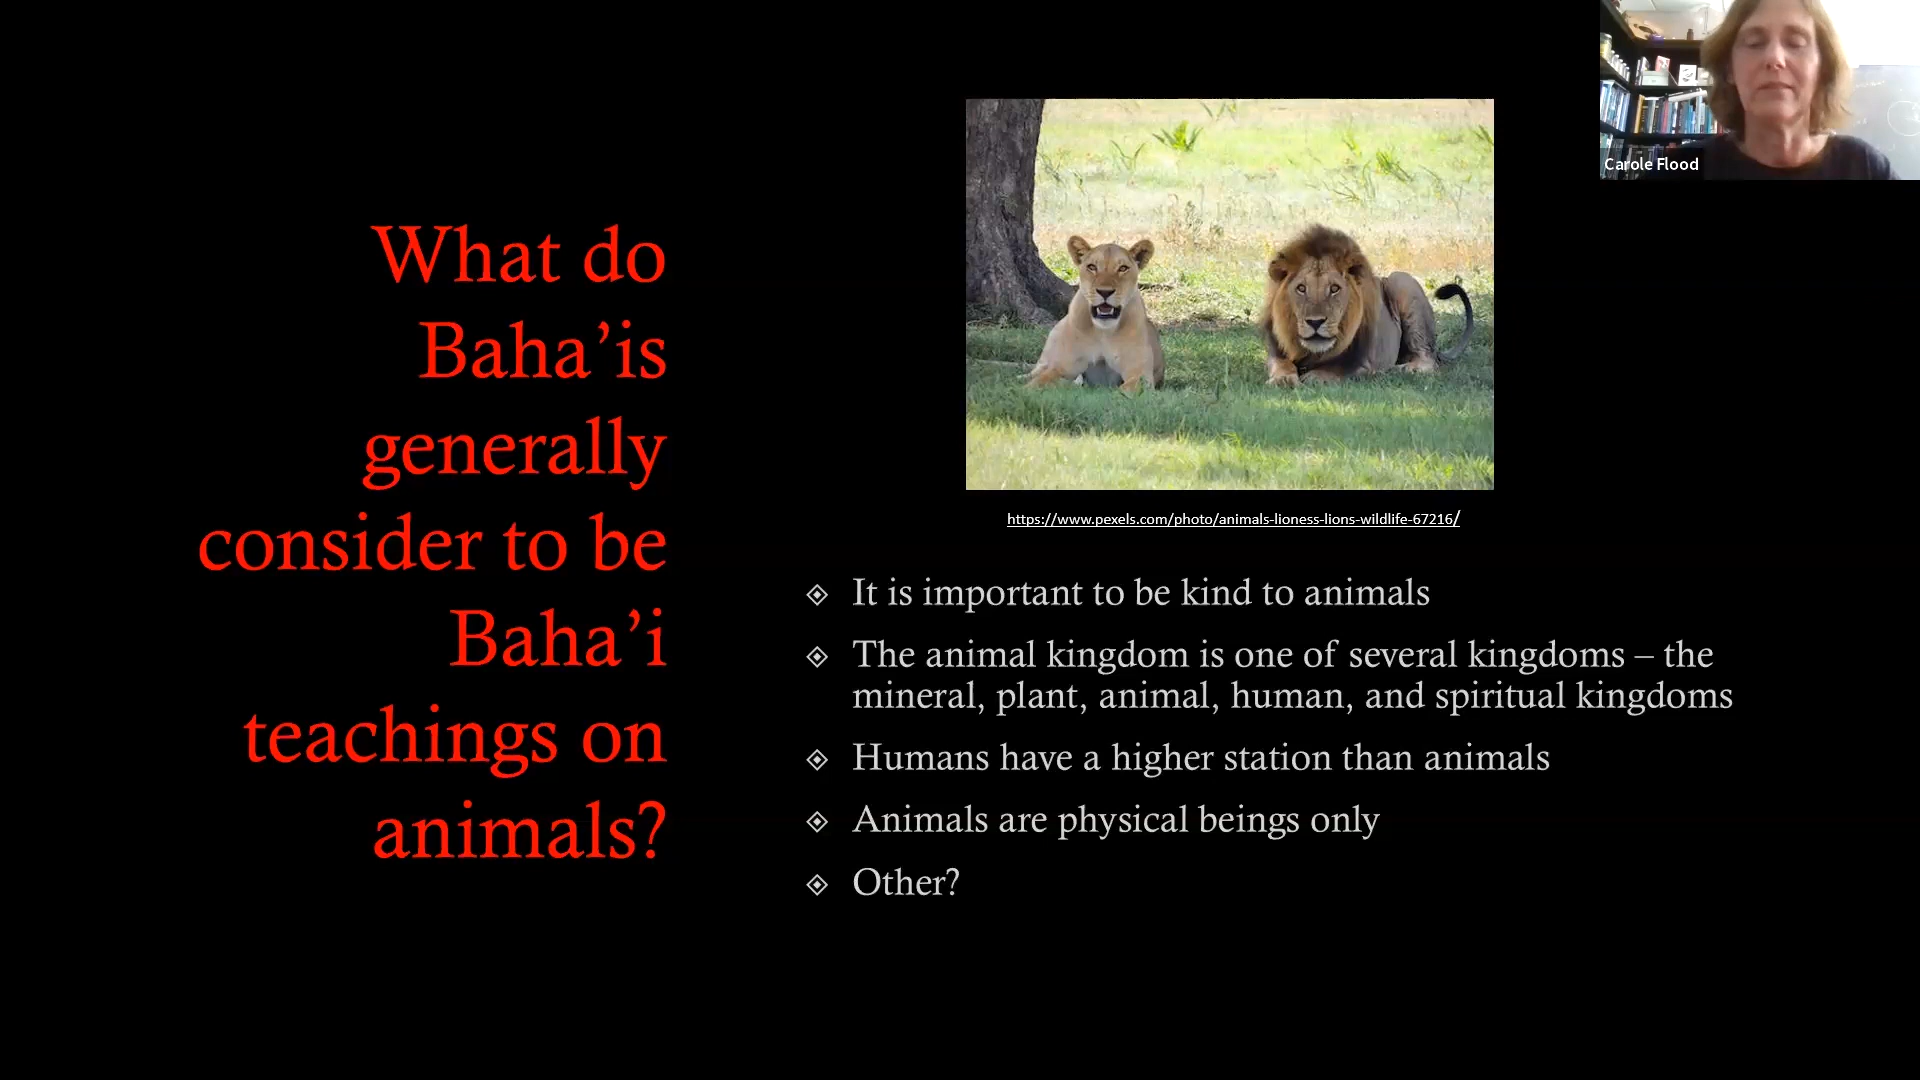 What do
Baha’is
generally
consider to be
Baha’i
teachings on
animals?
https://www.pexels.com/photo/animals-lioness-lions-wildlife-67216/
It is important to be kind to animals
The animal kingdom is one of several kingdoms – the
mineral, plant, animal, human, and spiritual kingdoms
Humans have a higher station than animals
Animals are physical beings only
Other?
Carole Flood